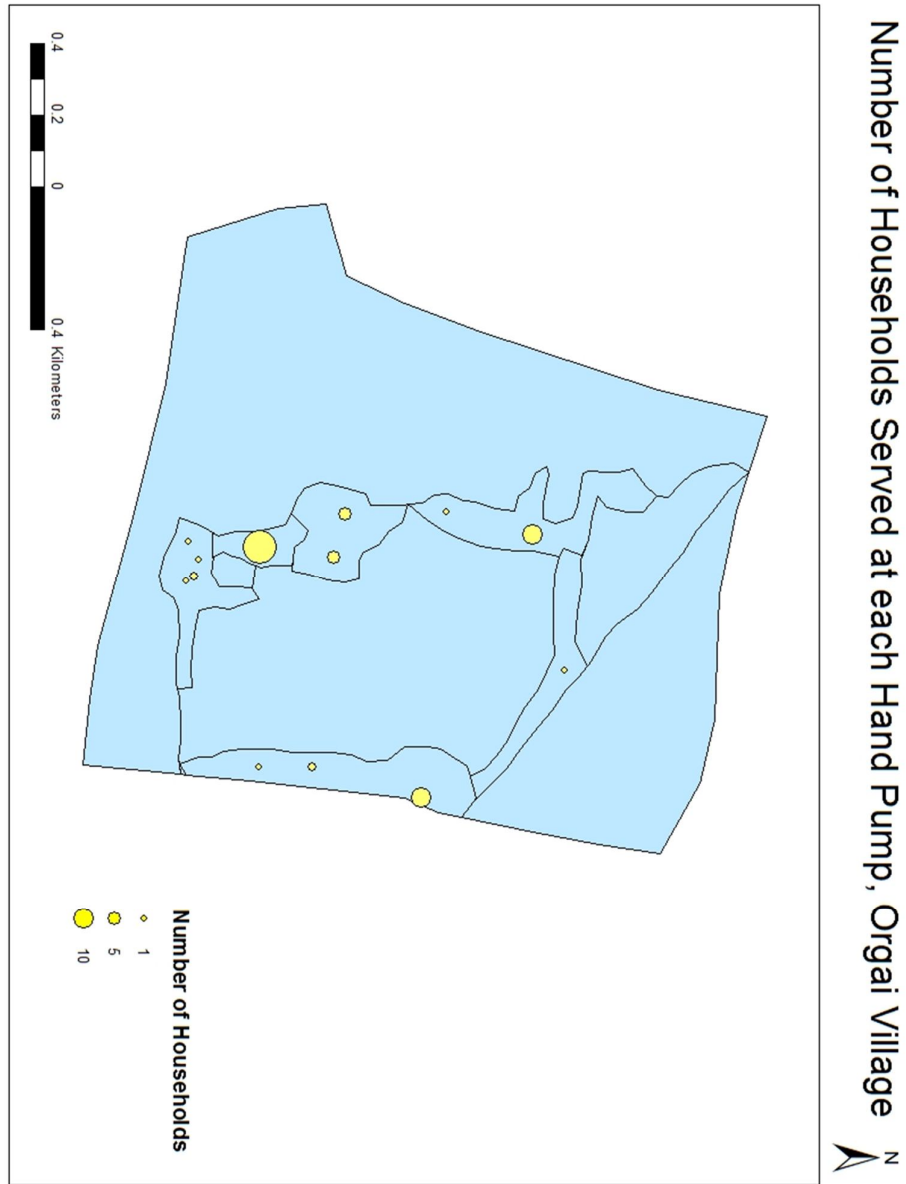 Number of Households Served at each Hand Pump, Orgai Village
N
Number of Households
1
5
10
0.4 0.2 0 0.4 Kilometers